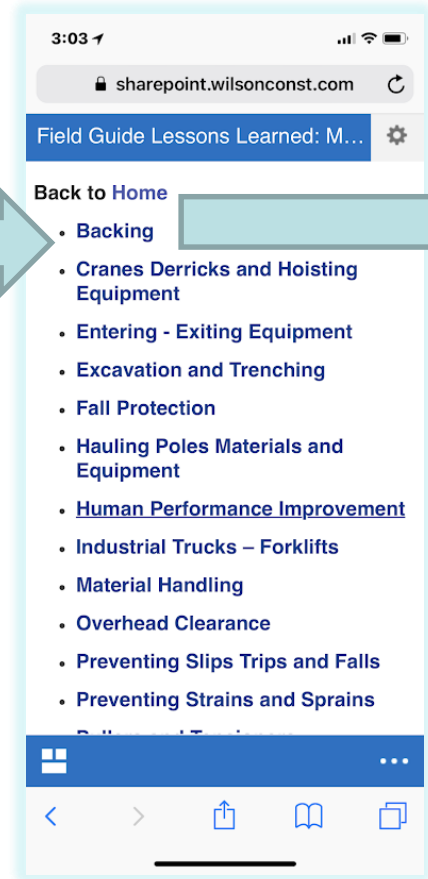 3:03
sharepoint.wilsonconst.com
Field Guide Lessons Learned: M...
Back to Home
• Backing
• Cranes Derricks and Hoisting
Equipment
• Entering - Exiting Equipment
• Excavation and Trenching
• Fall Protection
• Hauling Poles Materials and
Equipment
• Human Performance Improvement
• Industrial Trucks – Forklifts
• Material Handling
• Overhead Clearance
• Preventing Slips Trips and Falls
• Preventing Strains and Sprains